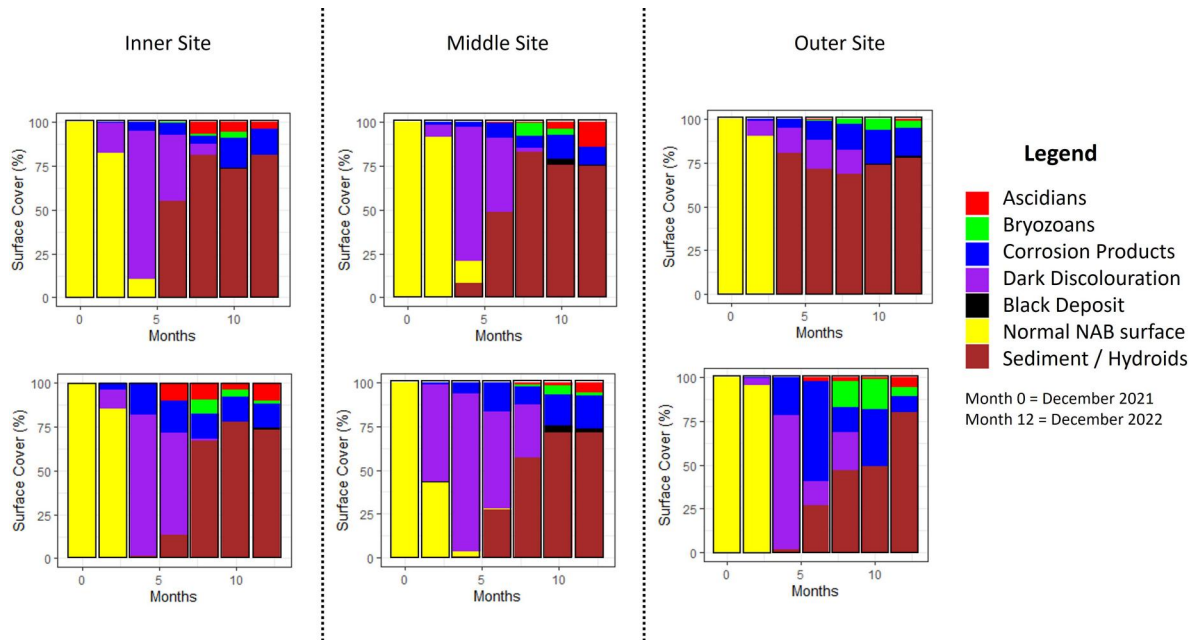 Inner Site
Middle Site
Outer Site
Surface Cover (%)
100
75
50
25
0
0
5
10
Months
Surface Cover (%)
100
75
50
25
0
0
5
10
Months
Surface Cover (%)
100
75
50
25
0
0
5
10
Months
Legend
Ascidians
Bryozoans
Corrosion Products
Dark Discolouration
Black Deposit
Normal NAB surface
Sediment / Hydroids
Month 0 = December 2021
Month 12 = December 2022
Surface Cover (%)
100
75
50
25
0
0
5
10
Months
Surface Cover (%)
100
75
50
25
0
0
5
10
Months
Surface Cover (%)
100
75
50
25
0
0
5
10
Months